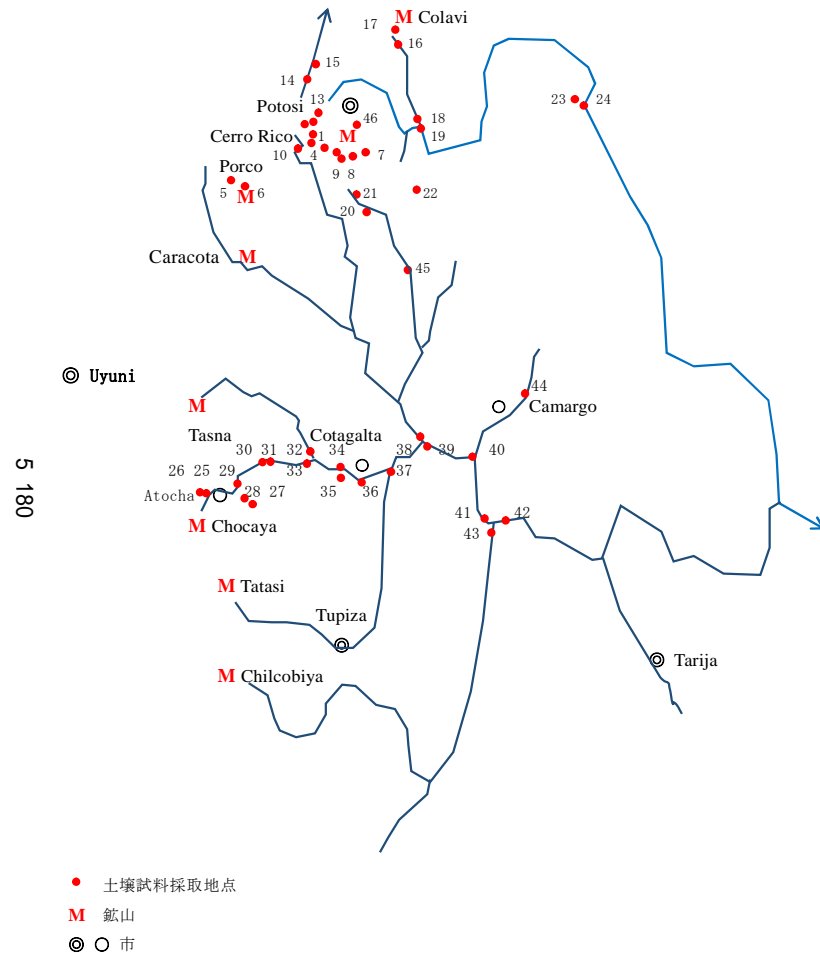 17 M Colavi
16
15
14
13
Potosi
46
23 24
18
Cerro Rico
1
M
19
10
4
7
9 8
Porco
5 6
M
21
22
20
Caracota M
45
Uyuni
44
M
Camargo
Tasna
Cotagalta
30 31 32 34
38 39 40
26 25 29
33
37
28 27
35 36
Atocha
41 42
M Chocaya
43
M Tatasi
Tupiza
Tarija
M Chilcobiya
5 180
土壌試料採取地点
M 鉱山
市